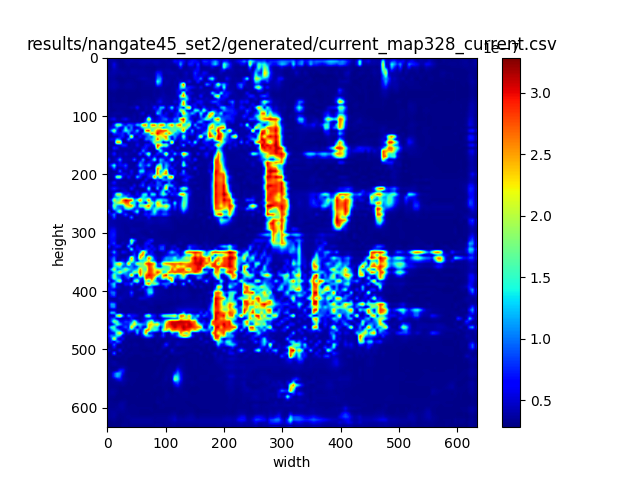 results/nangate45_set2/generated/current_map328_current.csv
1e−7
0
100
200
300
400
500
600
height
0 100 200 300 400 500 600
width
3.0
2.5
2.0
1.5
1.0
0.5